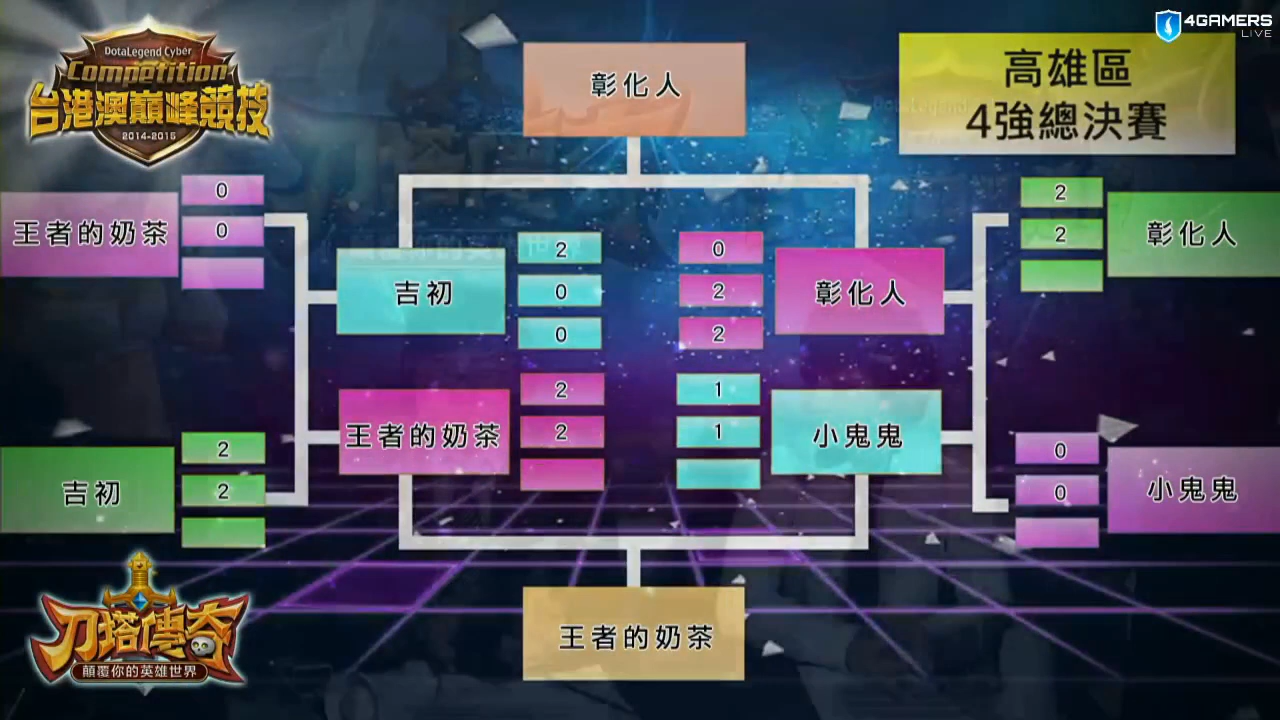 DotaLegend Cyber
Competition
台港澳巔峰競技
2014-2015
4GAMERS
LIVE
高雄區
4強總決賽
彰化人
王者的奶茶
0
0
吉初
2
0
0
0
2
2
彰化人
2
2
彰化人
王者的奶茶
2
2
1
1
小鬼鬼
吉初
2
2
0
0
小鬼鬼
王者的奶茶
刀塔傳奇
顛覆你的英雄世界